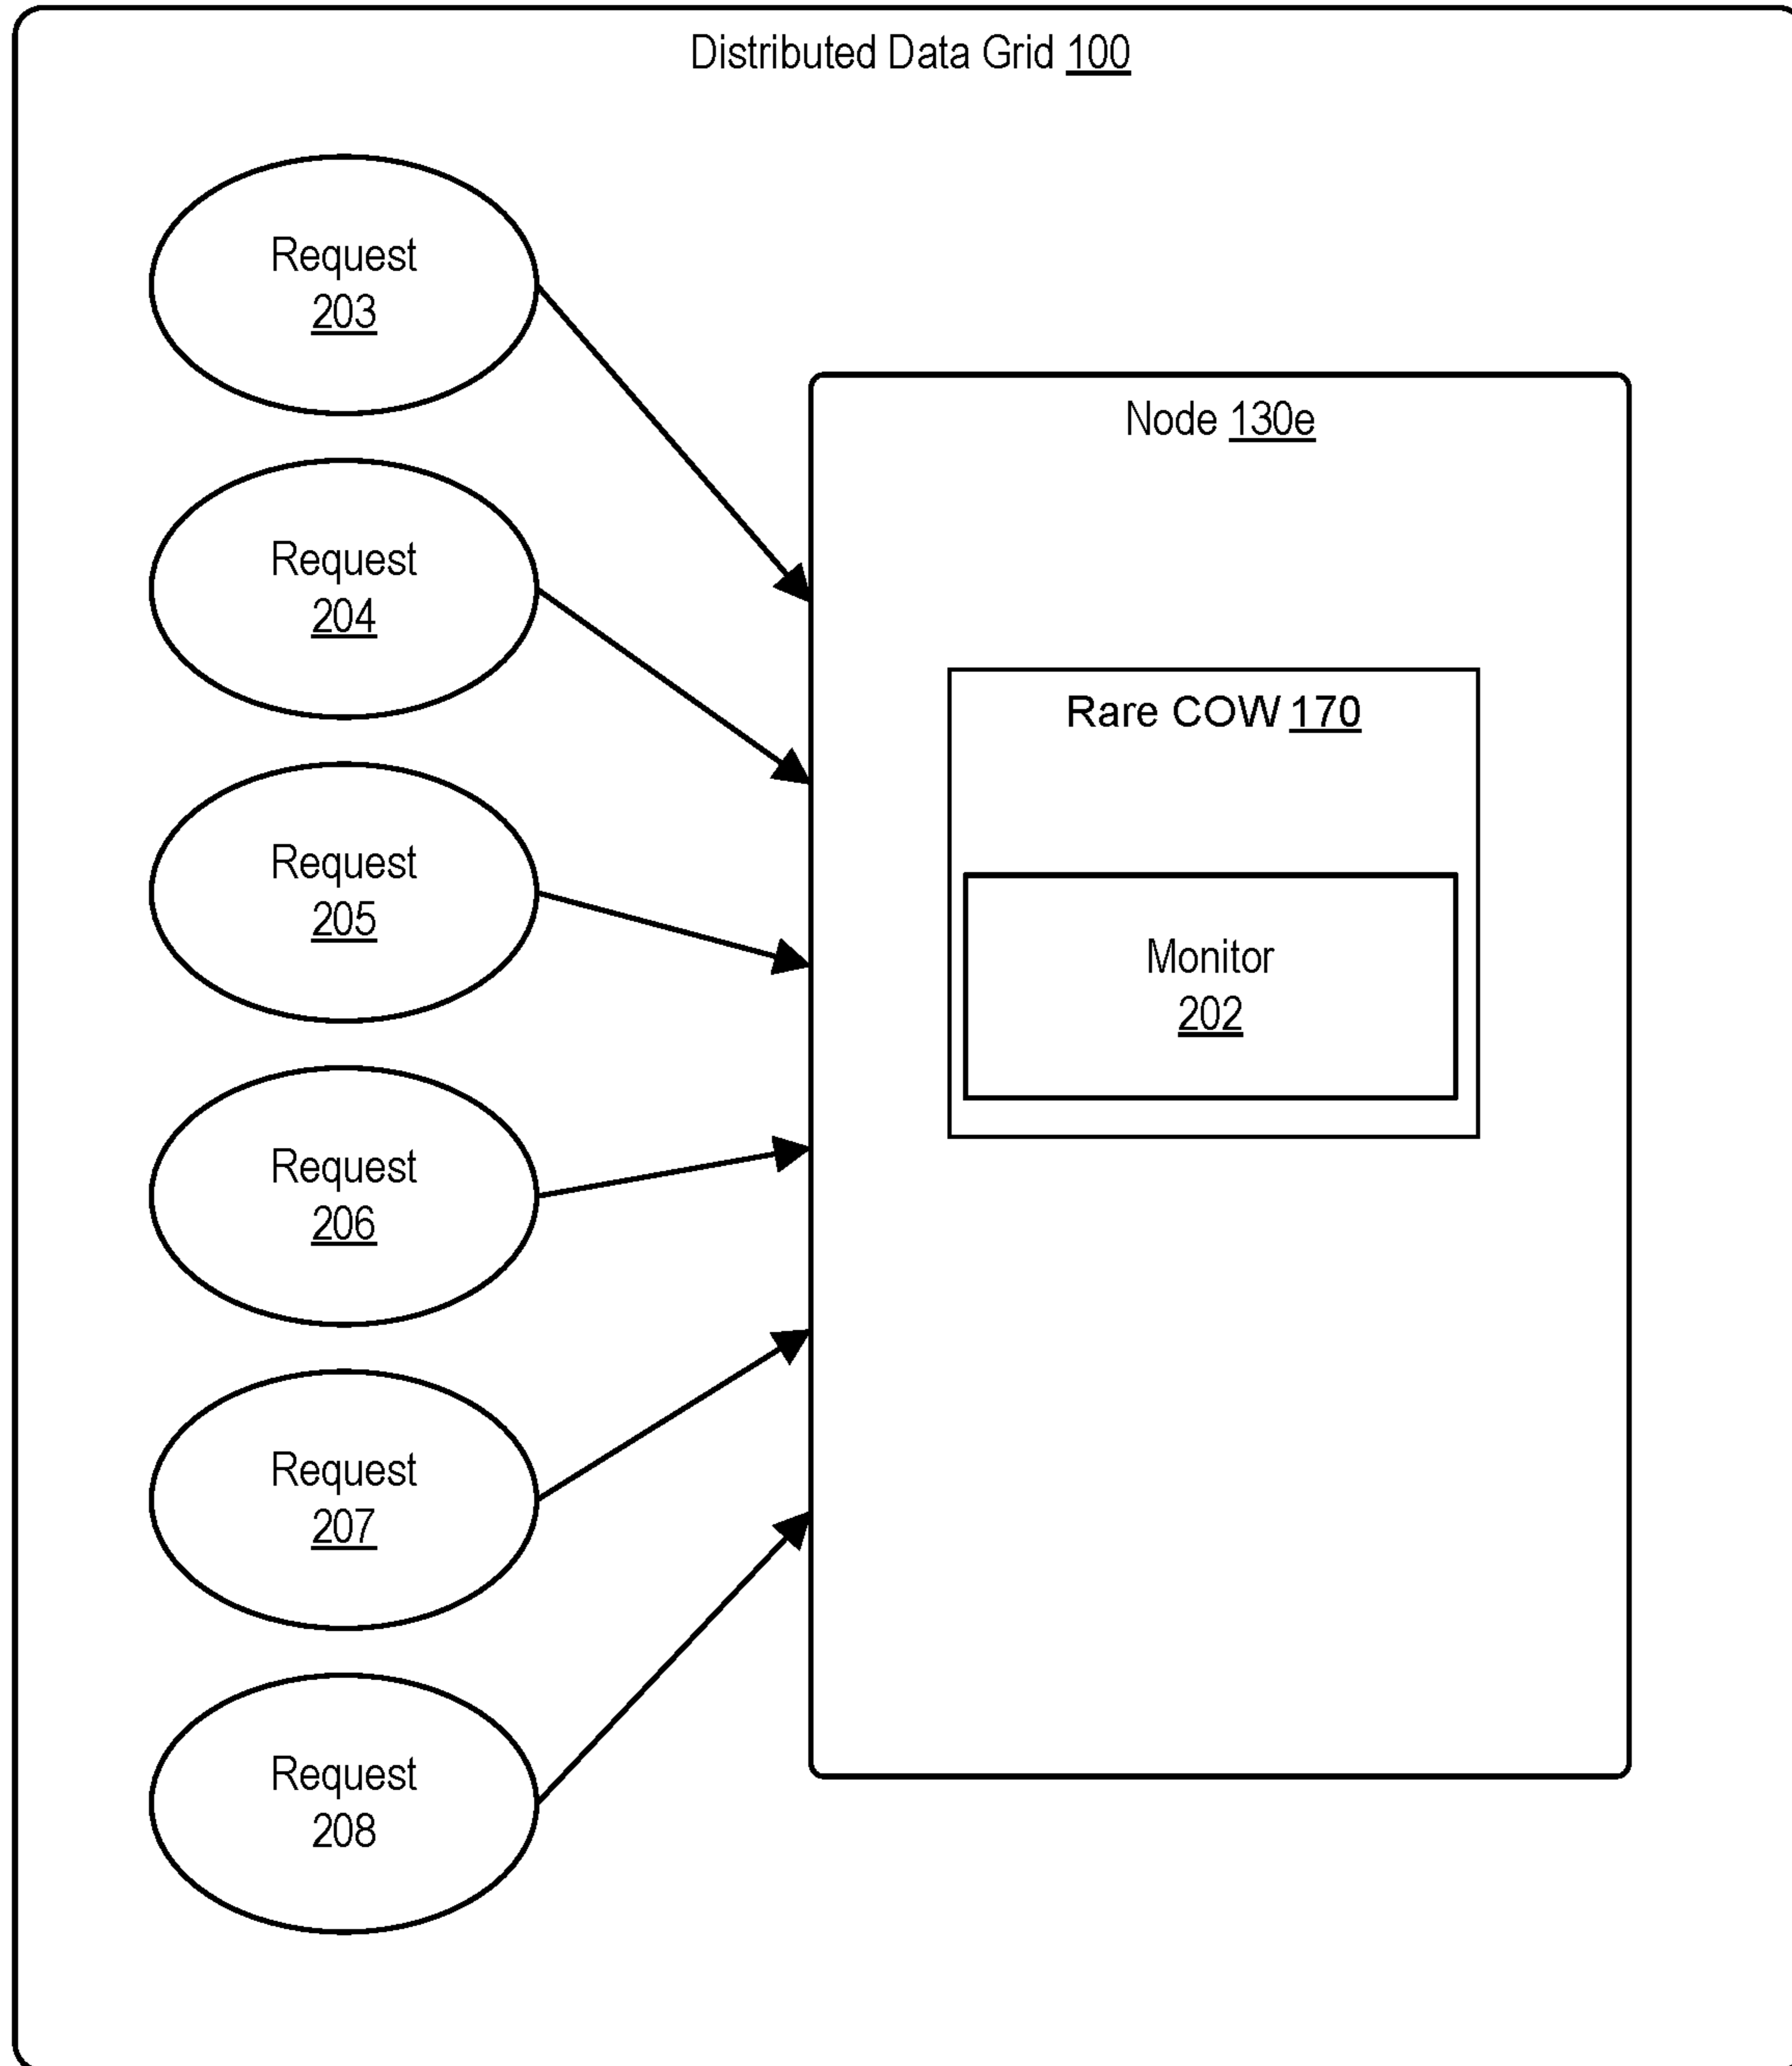 Distributed Data Grid 100
Request
203
Node 130e
Request
204
Rare COW 170
Request
205
Monitor
202
Request
206
Request
207
Request
208